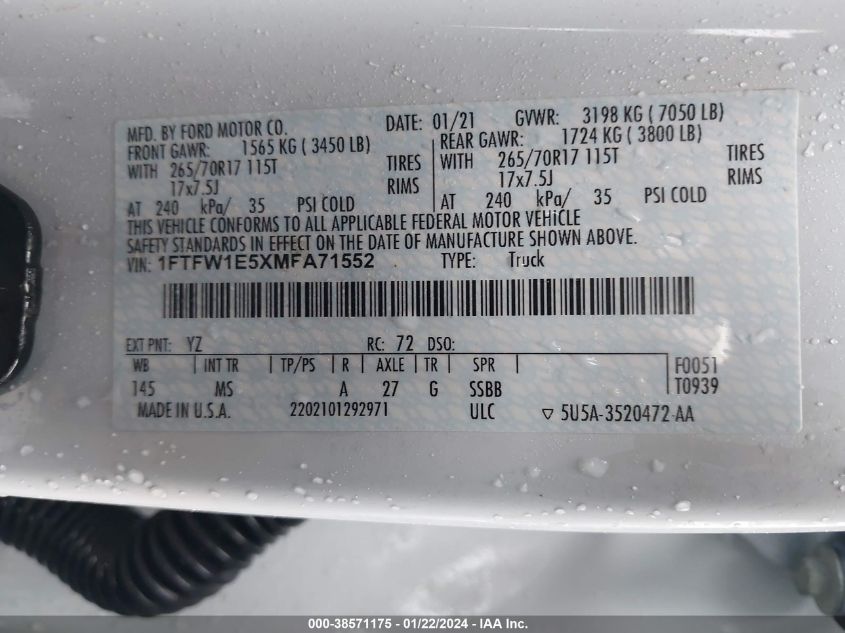 MFD. BY FORD MOTOR CO. DATE: 01/21 GVWR: 3198 KG ( 7050 LB)
FRONT GAWR: 1565 KG ( 3450 LB) REAR GAWR: 1724 KG ( 3800 LB)
WITH 265/70R17 115T TIRES WITH 265/70R17 115T TIRES
17x7.5J RIMS 17x7.5J RIMS
AT 240 kPa/ 35 PSI COLD AT 240 kPa/ 35 PSI COLD
THIS VEHICLE CONFORMS TO ALL APPLICABLE FEDERAL MOTOR VEHICLE
SAFETY STANDARDS IN EFFECT ON THE DATE OF MANUFACTURE SHOWN ABOVE.
VIN: 1FTFW1E5XMFA71552 TYPE: Truck
EXT PNT: YZ RC: 72 DSO:
WB INT TR TP/PS R AXLE TR SPR F0051
145 MS A 27 G SSBB T0939
MADE IN U.S.A. 2202101292971 ULC ▽ 5U5A-3520472-AA
000-38571175 - 01/22/2024 - IAA Inc.